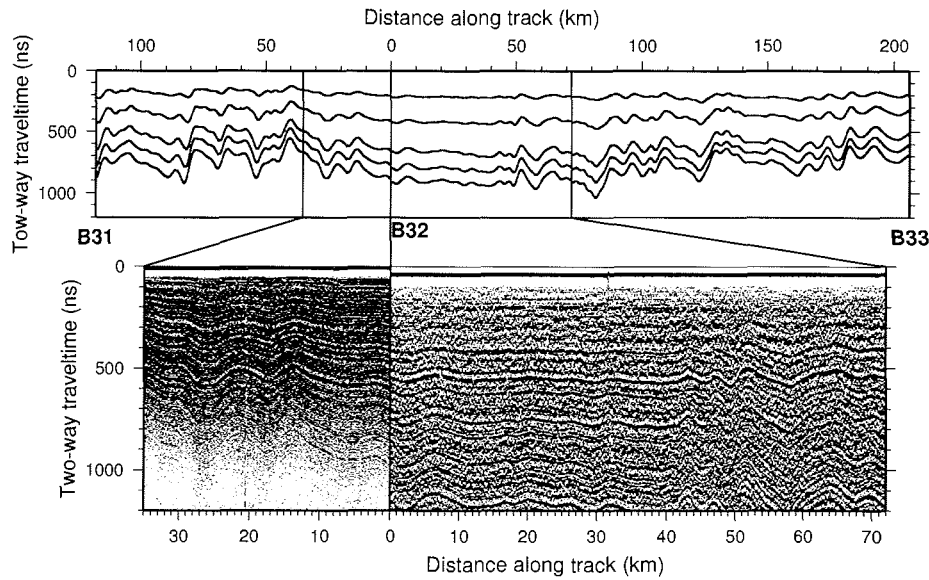 Distance along track (km)
100 50 0 50 100 150 200
Tow-way traveltime (ns)
0
500
1000
B31 B32 B33
Two-way traveltime (ns)
0
500
1000
30 20 10 0 10 20 30 40 50 60 70
Distance along track (km)